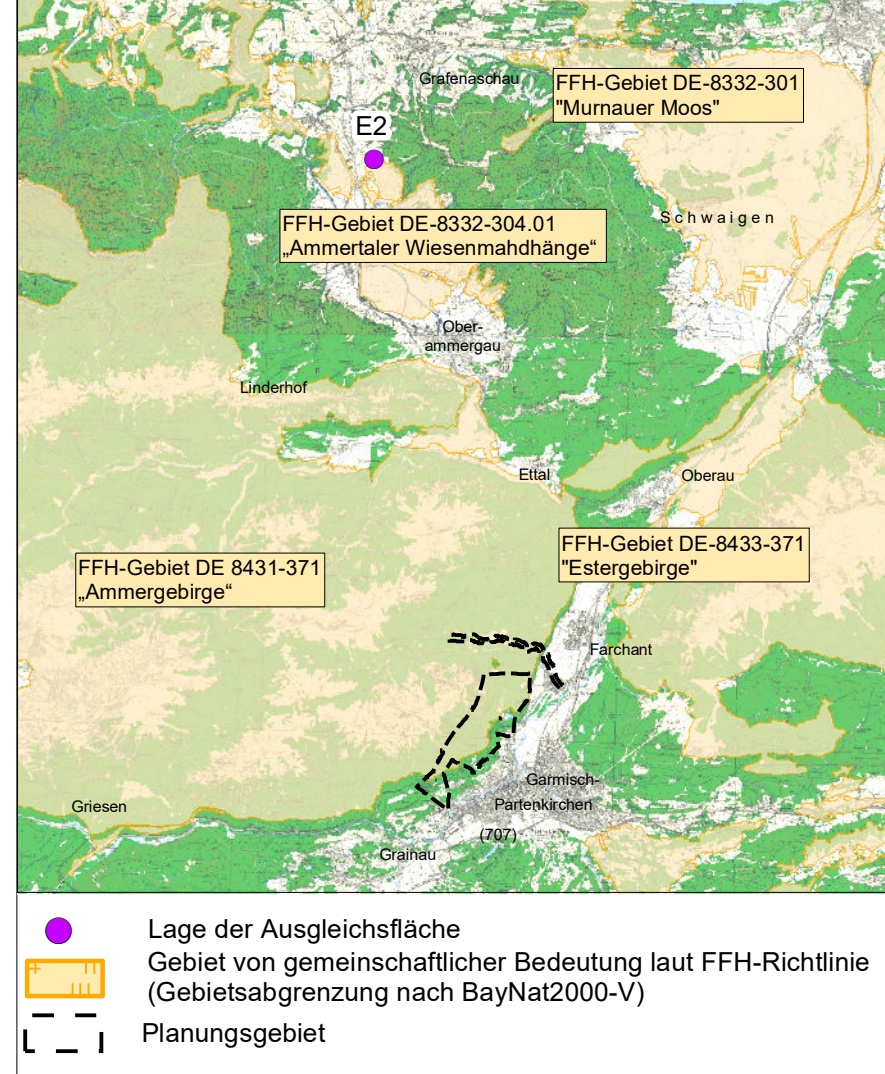 Grafenaschau
FFH-Gebiet DE-8332-301
"Murnauer Moos"
E2
FFH-Gebiet DE-8332-304.01
„Ammertaler Wiesenmahdhänge“
Schwaigen
Ober-
ammergau
Linderhof
Ettal
Oberau
FFH-Gebiet DE-8433-371
"Estergebirge"
FFH-Gebiet DE 8431-371
„Ammergebirge“
Farchant
Garmisch-
Partenkirchen
(707)
Griesen
Grainau
Lage der Ausgleichsfläche
Gebiet von gemeinschaftlicher Bedeutung laut FFH-Richtlinie
(Gebietsabgrenzung nach BayNat2000-V)
Planungsgebiet